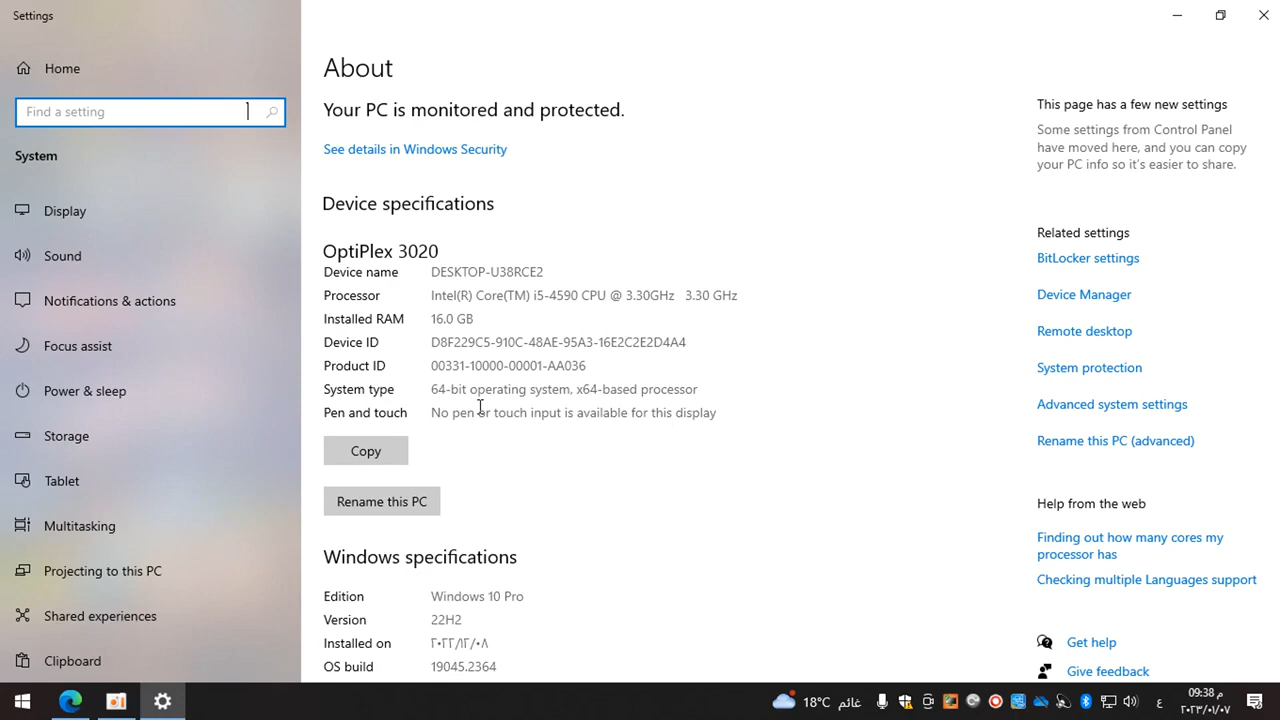 Settings
Home
Find a setting
System
Display
Sound
Notifications & actions
Focus assist
Power & sleep
Storage
Tablet
Multitasking
Projecting to this PC
Shared experiences
Clipboard
About
Your PC is monitored and protected.
See details in Windows Security
Device specifications
OptiPlex 3020
Device name DESKTOP-U38RCE2
Processor Intel(R) Core(TM) i5-4590 CPU @ 3.30GHz 3.30 GHz
Installed RAM 16.0 GB
Device ID D8F229C5-910C-48AE-95A3-16E2C2E2D4A4
Product ID 00331-10000-00001-AA036
System type 64-bit operating system, x64-based processor
Pen and touch No pen or touch input is available for this display
Copy
Rename this PC
Windows specifications
Edition Windows 10 Pro
Version 22H2
Installed on ٢٠٢٢/١٢/٠٨
OS build 19045.2364
This page has a few new settings
Some settings from Control Panel
have moved here, and you can copy
your PC info so it's easier to share.
Related settings
BitLocker settings
Device Manager
Remote desktop
System protection
Advanced system settings
Rename this PC (advanced)
Help from the web
Finding out how many cores my
processor has
Checking multiple Languages support
Get help
Give feedback
18°C غائم
ع
09:38 م
٢٠٢٣/٠١/٠٧